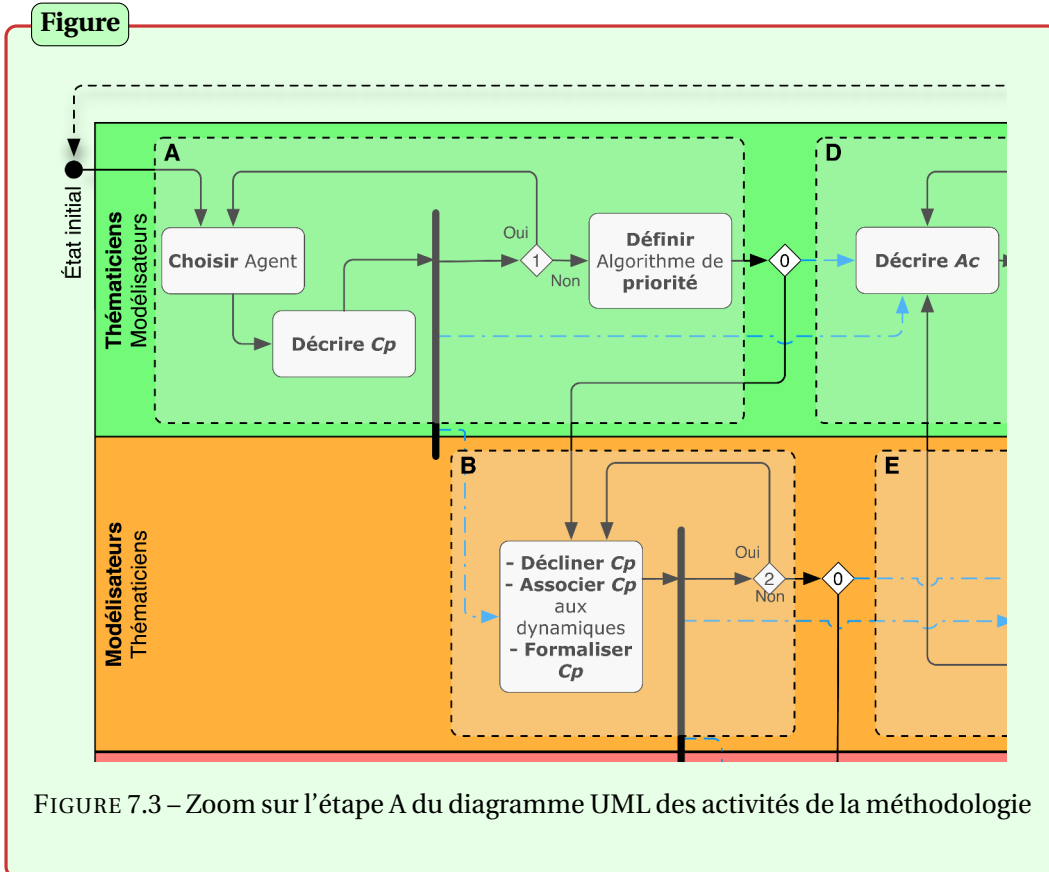 Figure
État initial
Thématiciens
Modélisateurs
A
Choisir Agent
Décrire Cp
Oui
1
Non
Définir
Algorithme de
priorité
0
D
Décrire Ac
Modélisateurs
Thématiciens
B
- Décliner Cp
- Associer Cp
aux
dynamiques
- Formaliser
Cp
Oui
2
Non
0
E
FIGURE 7.3 – Zoom sur l'étape A du diagramme UML des activités de la méthodologie